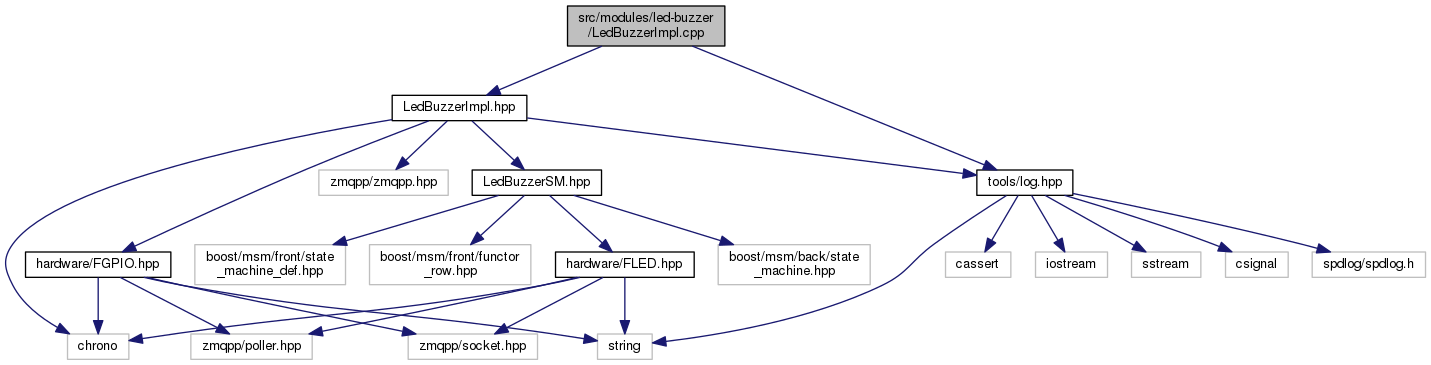 src/modules/led-buzzer
/LedBuzzerImpl.cpp
LedBuzzerImpl.hpp
zmqpp/zmqpp.hpp
LedBuzzerSM.hpp
tools/log.hpp
hardware/FGPIO.hpp
boost/msm/front/state
_machine_def.hpp
boost/msm/front/functor
_row.hpp
hardware/FLED.hpp
boost/msm/back/state
_machine.hpp
cassert
iostream
sstream
csignal
spdlog/spdlog.h
chrono
zmqpp/poller.hpp
zmqpp/socket.hpp
string